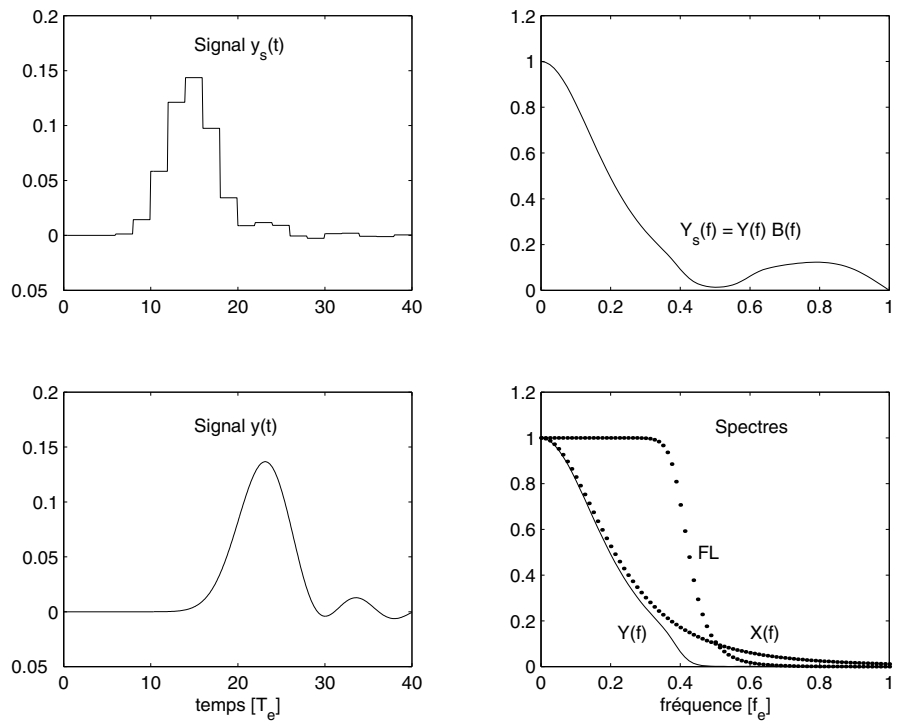 0.2
0.15
0.1
0.05
0
0.05
0 10 20 30 40
Signal y_s(t)
1.2
1
0.8
0.6
0.4
0.2
0
0 0.2 0.4 0.6 0.8 1
Y_s(f) = Y(f) B(f)
0.2
0.15
0.1
0.05
0
0.05
0 10 20 30 40
Signal y(t)
temps [T_e]
1.2
1
0.8
0.6
0.4
0.2
0
0 0.2 0.4 0.6 0.8 1
Spectres
FL
Y(f)
X(f)
fréquence [f_e]